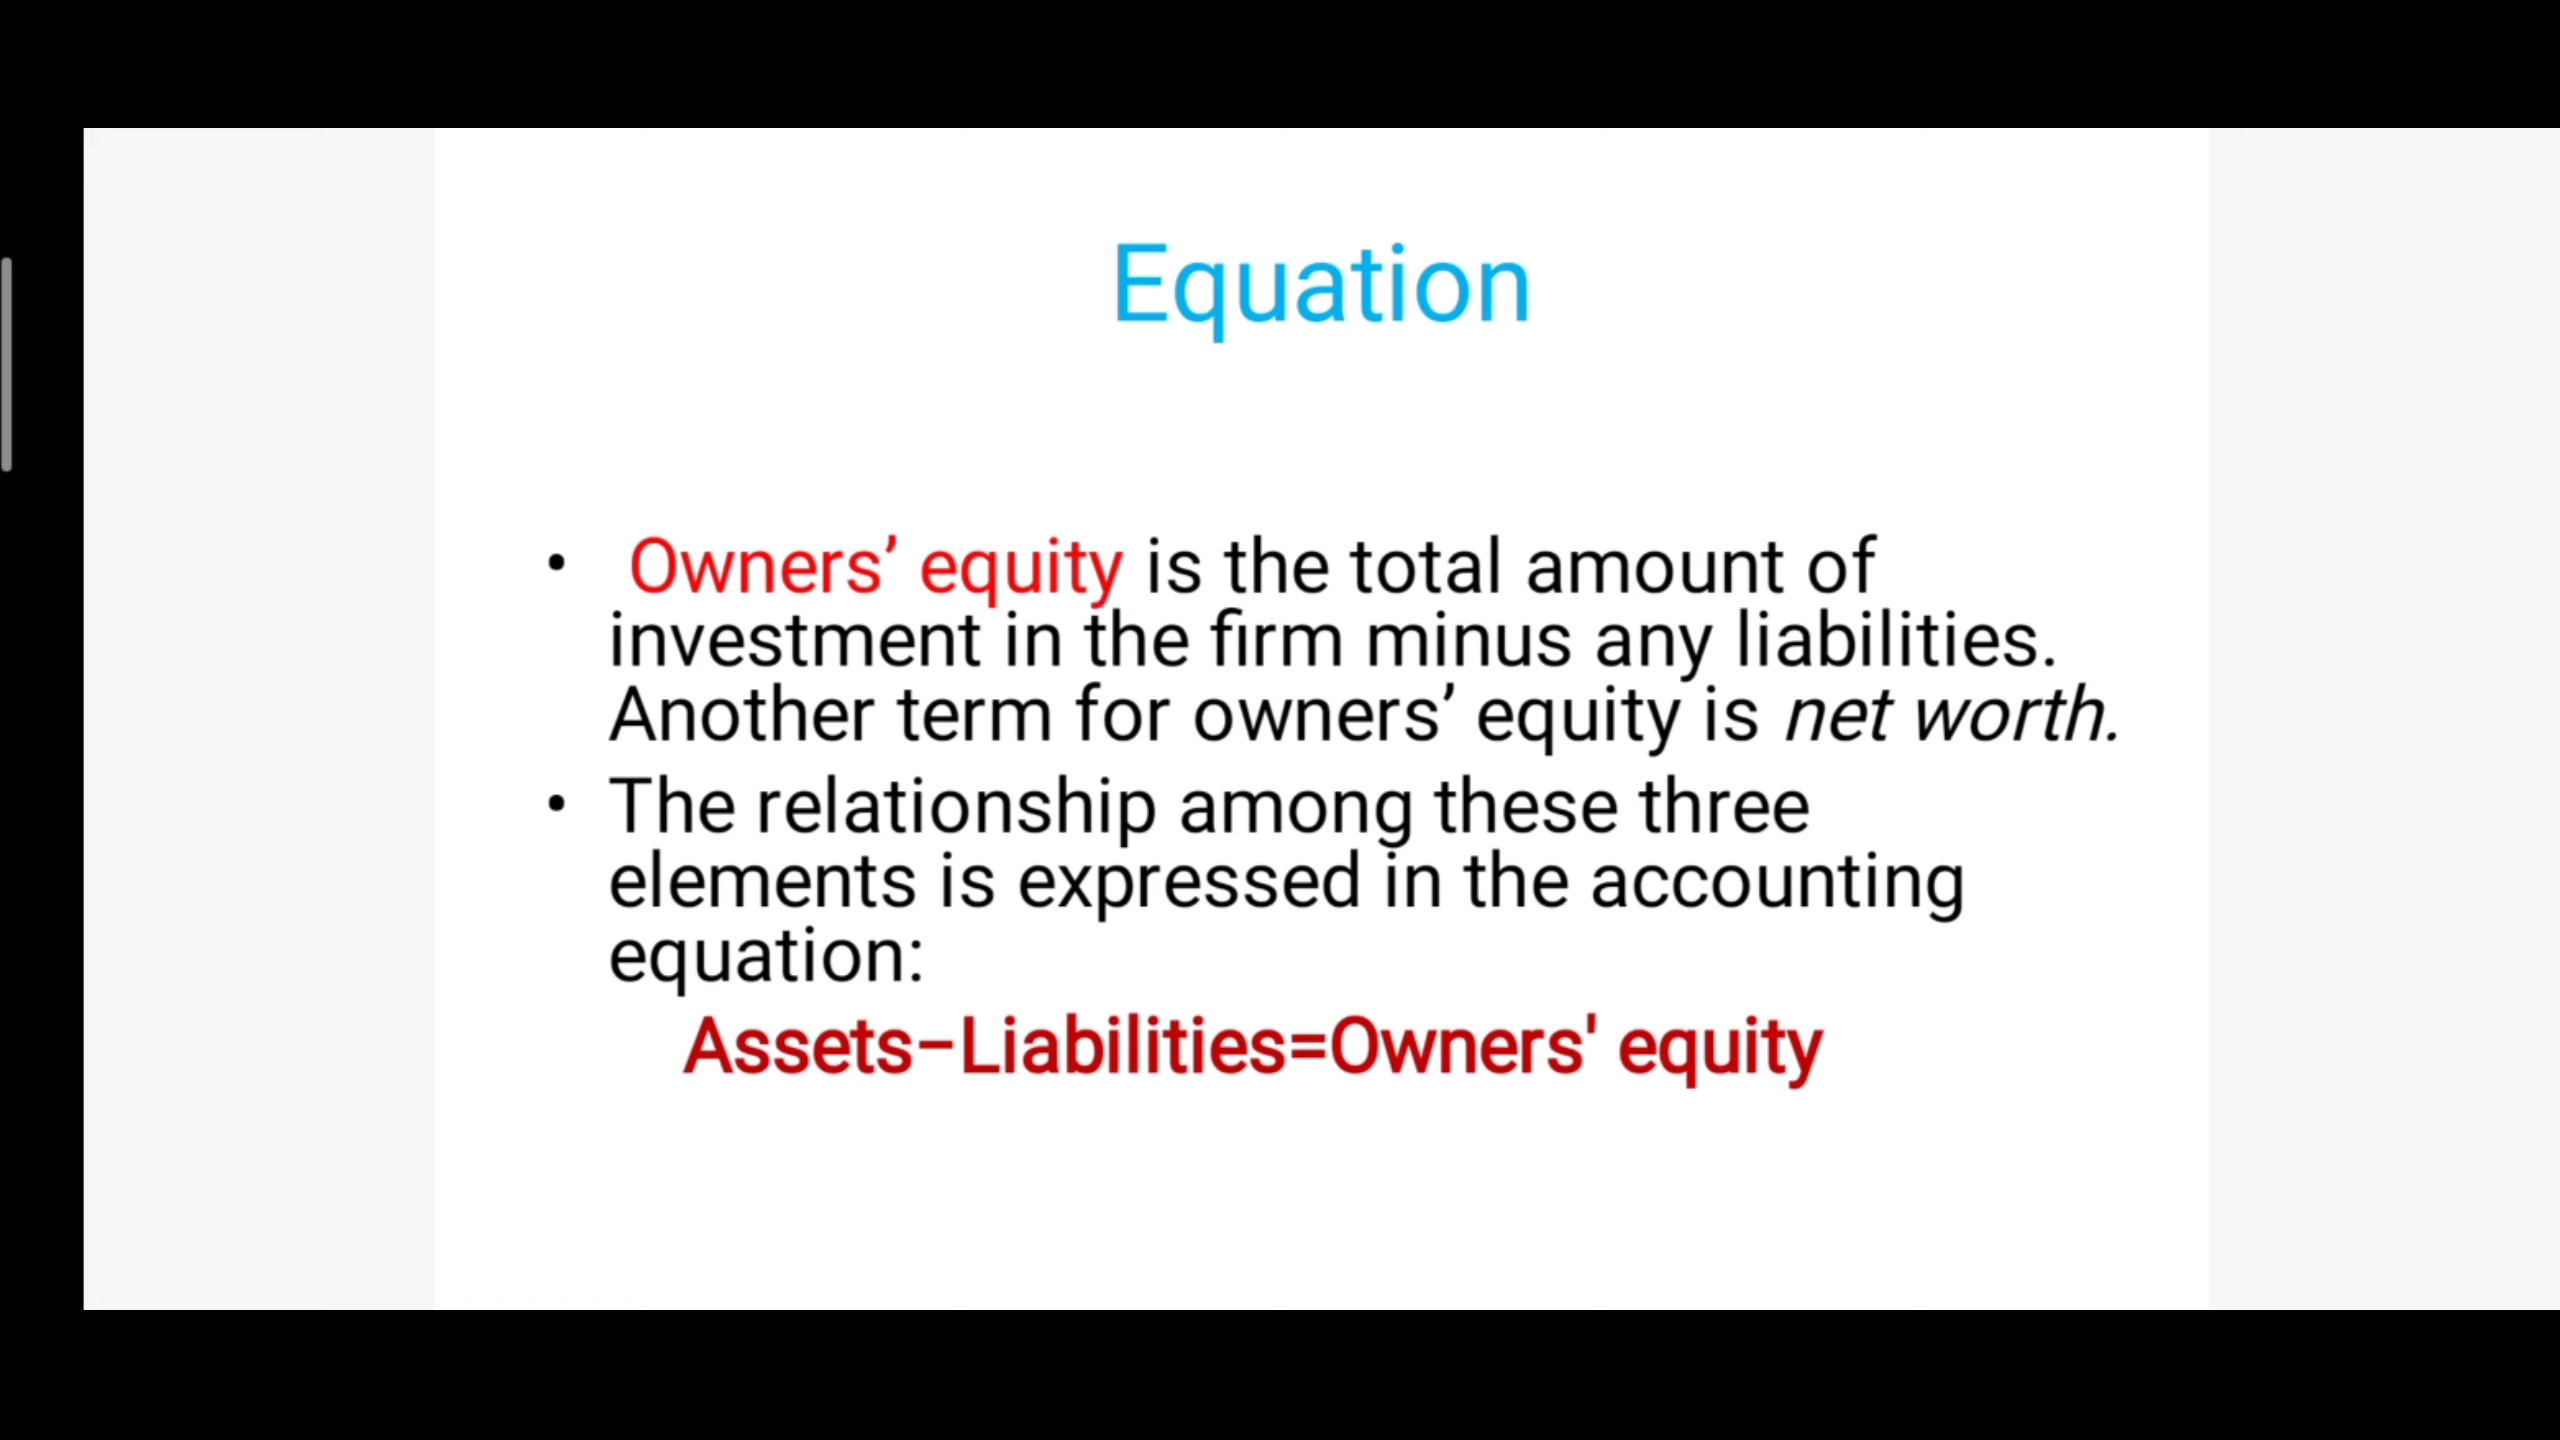 Equation
• Owners’ equity is the total amount of
investment in the firm minus any liabilities.
Another term for owners’ equity is net worth.
• The relationship among these three
elements is expressed in the accounting
equation:
Assets–Liabilities=Owners' equity